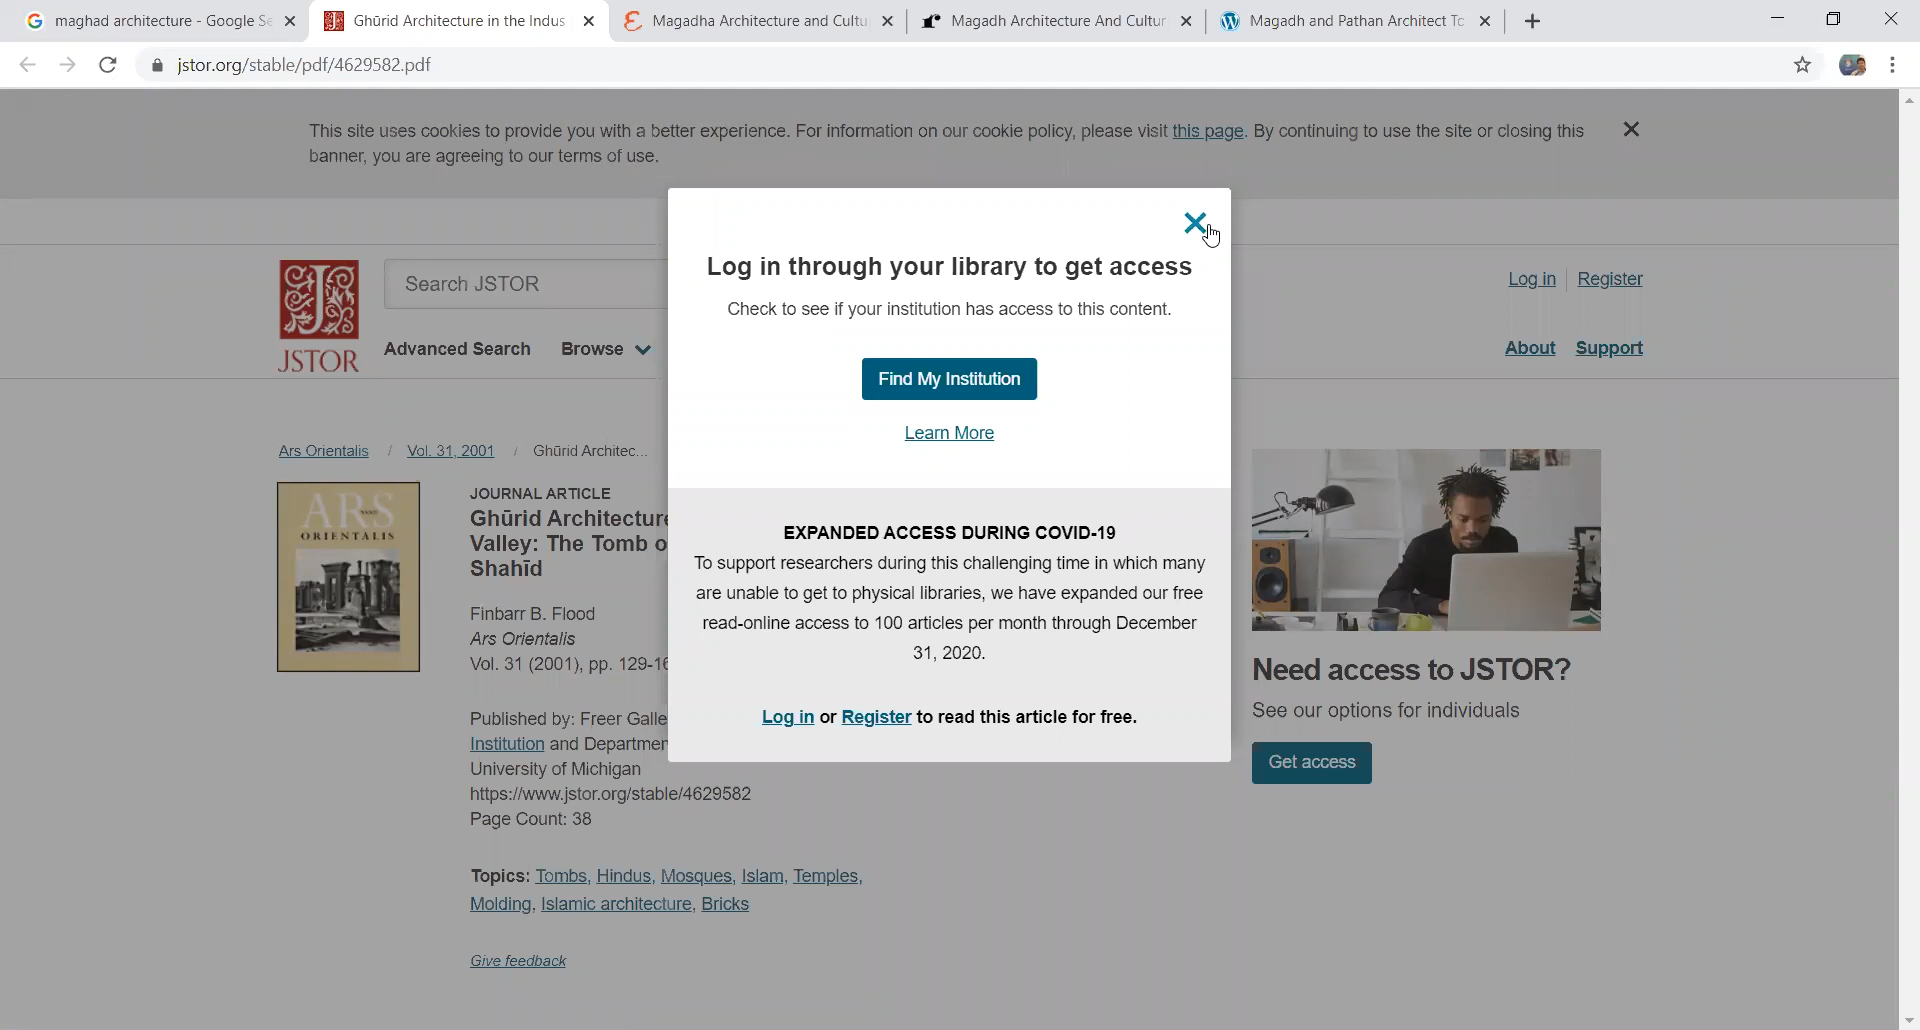 maghad architecture - Google Se
Ghūrid Architecture in the Indus
Magadha Architecture and Cultu
Magadh Architecture And Cultur
Magadh and Pathan Architect To
jstor.org/stable/pdf/4629582.pdf
This site uses cookies to provide you with a better experience. For information on our cookie policy, please visit this page. By continuing to use the site or closing this
banner, you are agreeing to our terms of use.
JSTOR
Search JSTOR
Log in
Register
Advanced Search
Browse
About
Support
Log in through your library to get access
Check to see if your institution has access to this content.
Find My Institution
Learn More
EXPANDED ACCESS DURING COVID-19
To support researchers during this challenging time in which many
are unable to get to physical libraries, we have expanded our free
read-online access to 100 articles per month through December
31, 2020.
Log in or Register to read this article for free.
Ars Orientalis / Vol. 31, 2001 / Ghūrid Architec...
ARS
ORIENTALIS
JOURNAL ARTICLE
Ghūrid Architecture
Valley: The Tomb o
Shahīd
Finbarr B. Flood
Ars Orientalis
Vol. 31 (2001), pp. 129-16
Published by: Freer Galle
Institution and Departmen
University of Michigan
https://www.jstor.org/stable/4629582
Page Count: 38
Topics: Tombs, Hindus, Mosques, Islam, Temples,
Molding, Islamic architecture, Bricks
Give feedback
Need access to JSTOR?
See our options for individuals
Get access